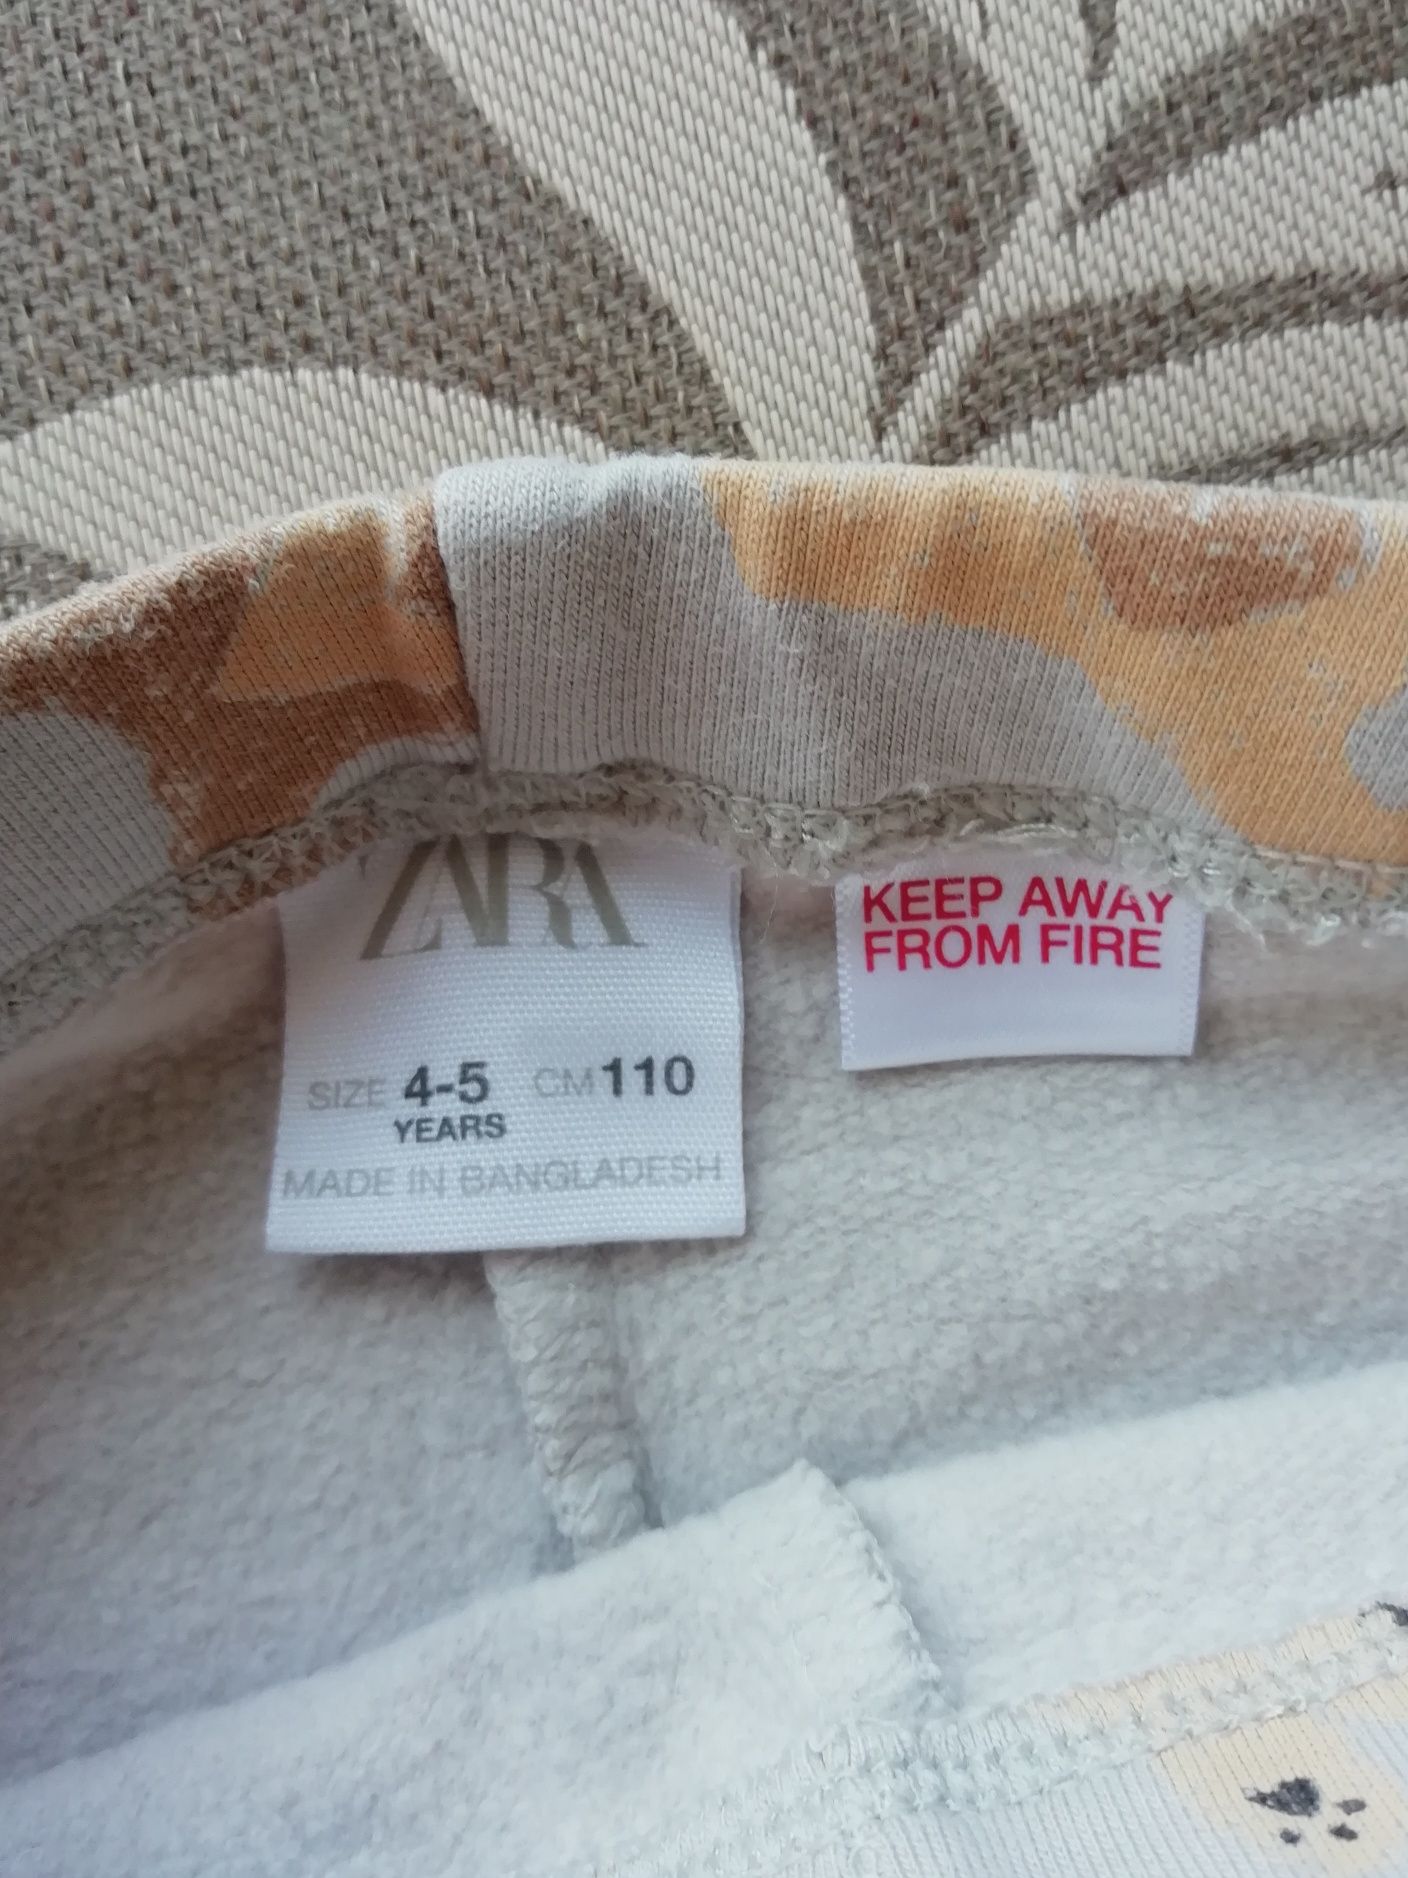 ZARA
SIZE 4-5 CM 110
YEARS
MADE IN BANGLADESH
KEEP AWAY
FROM FIRE